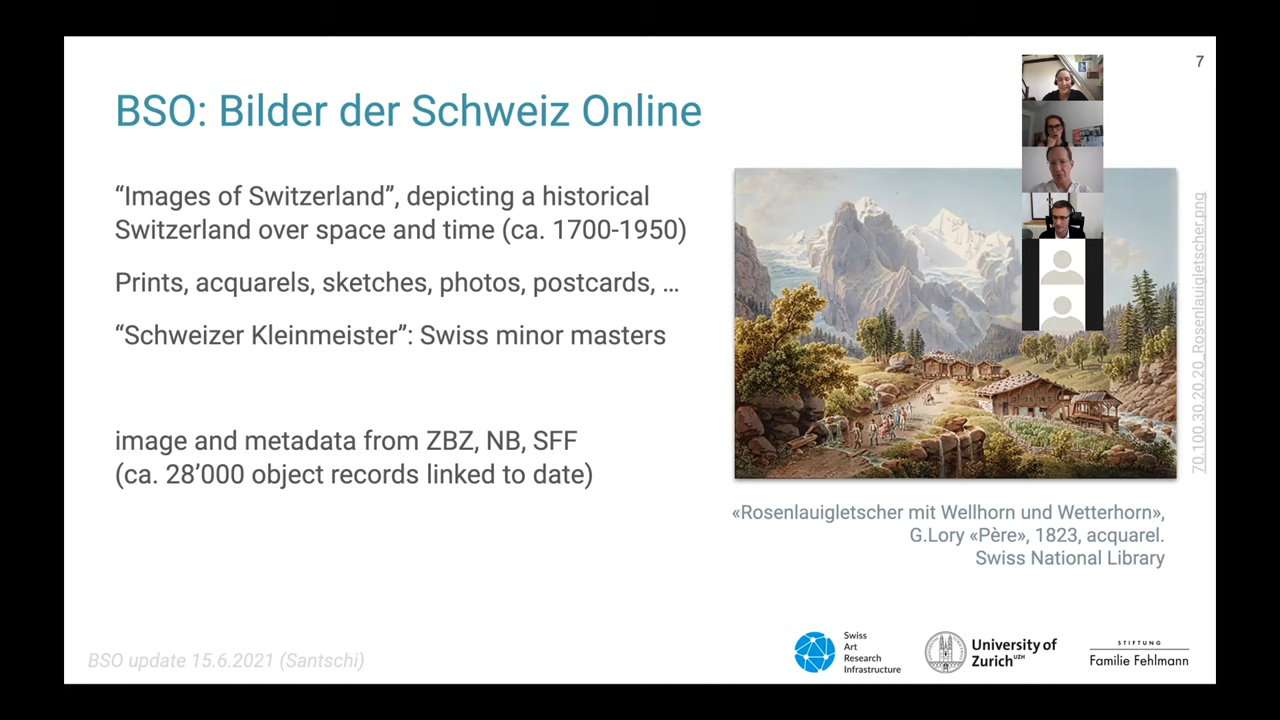 7
BSO: Bilder der Schweiz Online
“Images of Switzerland”, depicting a historical
Switzerland over space and time (ca. 1700-1950)
Prints, acquarels, sketches, photos, postcards, ...
“Schweizer Kleinmeister”: Swiss minor masters
image and metadata from ZBZ, NB, SFF
(ca. 28’000 object records linked to date)
70.100.30.20.20_Rosenlauigletscher.png
«Rosenlauigletscher mit Wellhorn und Wetterhorn»,
G.Lory «Père», 1823, acquarel.
Swiss National Library
BSO update 15.6.2021 (Santschi)
Swiss
Art
Research
Infrastructure
University of
Zurich UZH
STIFTUNG
Familie Fehlmann